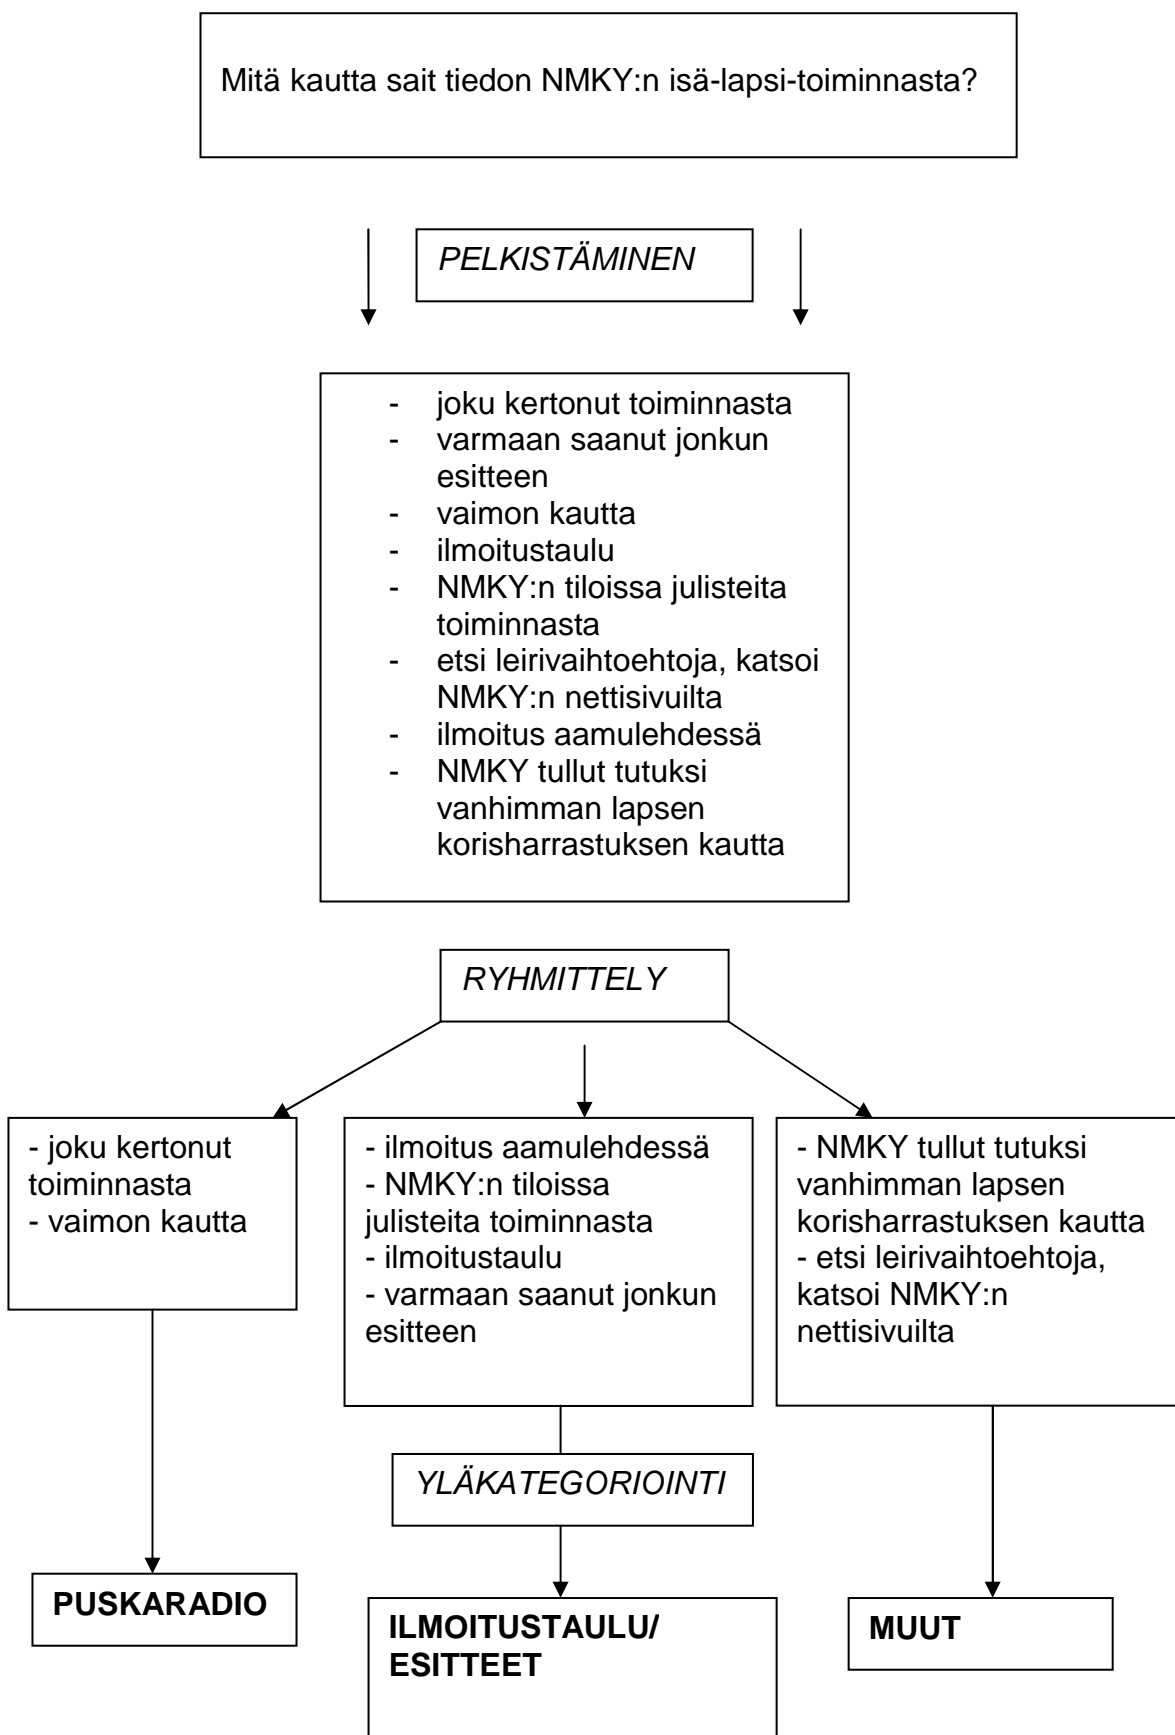 Mitä kautta sait tiedon NMKY:n isä-lapsi-toiminnasta?
PELKISTÄMINEN
- joku kertonut toiminnasta
- varmaan saanut jonkun
esitteen
- vaimon kautta
- ilmoitustaulu
- NMKY:n tiloissa julisteita
toiminnasta
- etsi leirivaihtoehtoja, katsoi
NMKY:n nettisivuilta
- ilmoitus aamulehdessä
- NMKY tullut tutuksi
vanhimman lapsen
korisharrastuksen kautta
RYHMITTELY
- joku kertonut
toiminnasta
- vaimon kautta
- ilmoitus aamulehdessä
- NMKY:n tiloissa
julisteita toiminnasta
- ilmoitustaulu
- varmaan saanut jonkun
esitteen
- NMKY tullut tutuksi
vanhimman lapsen
korisharrastuksen kautta
- etsi leirivaihtoehtoja,
katsoi NMKY:n
nettisivuilta
YLÄKATEGORIOINTI
PUSKARADIO
ILMOITUSTAULU/
ESITTEET
MUUT